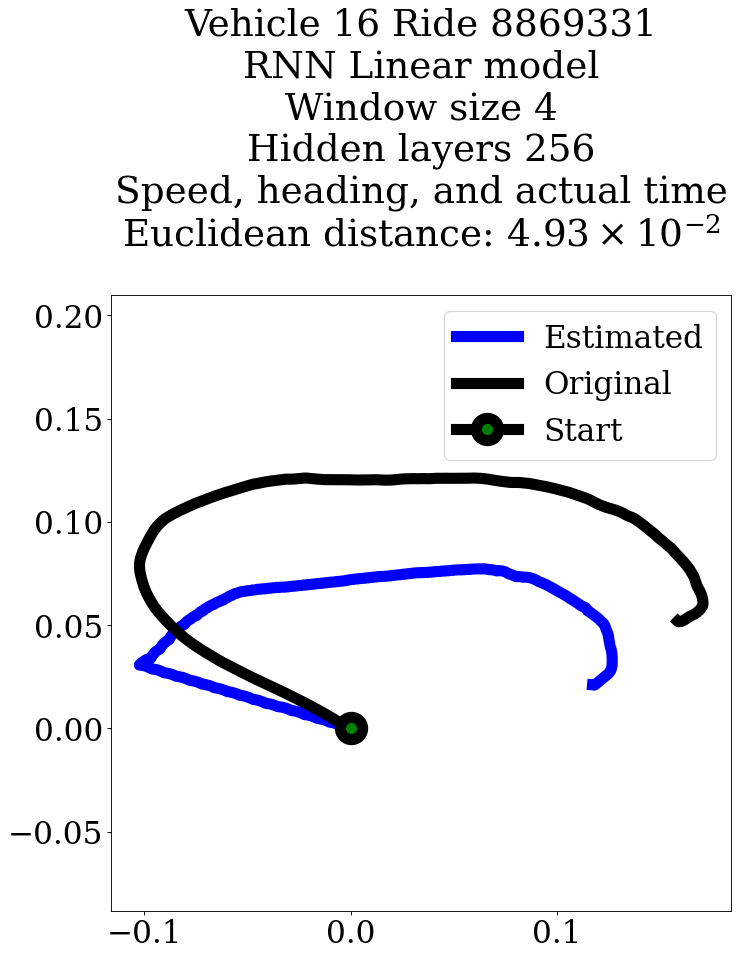 Vehicle 16 Ride 8869331
RNN Linear model
Window size 4
Hidden layers 256
Speed, heading, and actual time
Euclidean distance: 4.93 × 10⁻²
0.20
0.15
0.10
0.05
0.00
−0.05
Estimated
Original
Start
−0.1
0.0
0.1